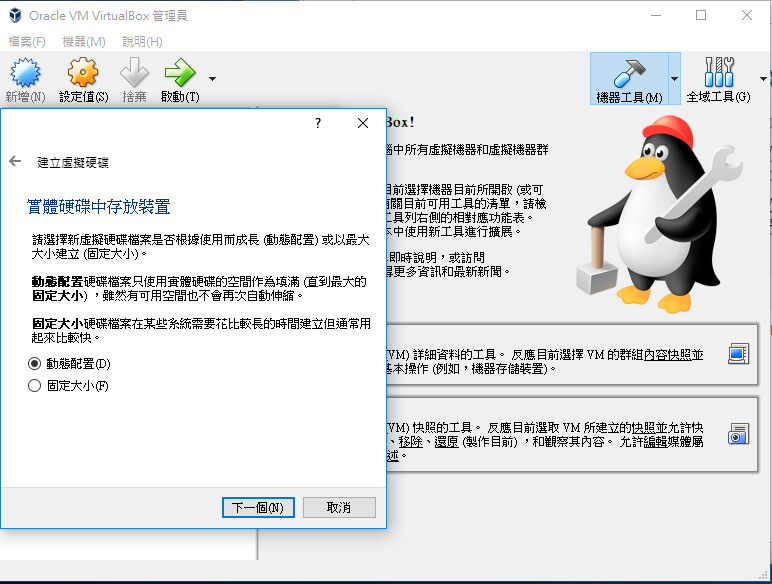 Oracle VM VirtualBox 管理員
檔案(F) 機器(M) 說明(H)
新增(N) 設定值(S) 捨棄 啟動(T) 機器工具(M) 全域工具(G)
?
建立虛擬硬碟
實體硬碟中存放裝置
請選擇新虛擬硬碟檔案是否根據使用而成長 (動態配置) 或以最大
大小建立 (固定大小)。
動態配置硬碟檔案只使用實體硬碟的空間作為填滿 (直到最大的
固定大小) ，雖然有可用空間也不會再次自動伸縮。
固定大小硬碟檔案在某些系統需要花比較長的時間建立但通常用
起來比較快。
動態配置(D)
固定大小(F)
下一個(N) 取消
Box!
中所有虛擬機器和虛擬機器群
目前選擇機器目前所開啟 (或可
關目前可用工具的清單，請檢
工具列右側的相對應功能表。
本中使用新工具進行擴展。
即時說明，或訪問
得更多資訊和最新新聞。
VM) 詳細資料的工具。 反應目前選擇 VM 的群組內容快照並
基本操作 (例如，機器存儲裝置)。
VM) 快照的工具。 反應目前選取 VM 所建立的快照並允許快
、移除、還原 (製作目前) ，和觀察其內容。 允許編輯媒體屬
述。